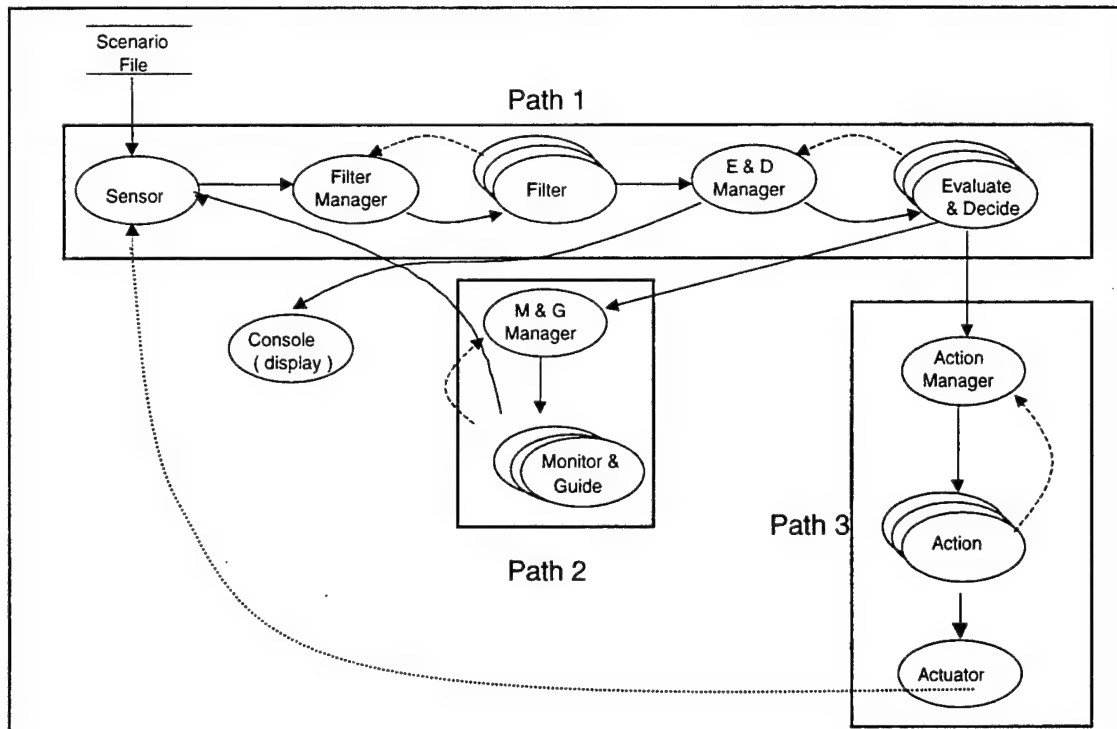 Scenario
File
Path 1
Sensor
Filter
Manager
Filter
E & D
Manager
Evaluate
& Decide
Console
( display )
M & G
Manager
Monitor &
Guide
Path 2
Action
Manager
Path 3
Action
Actuator